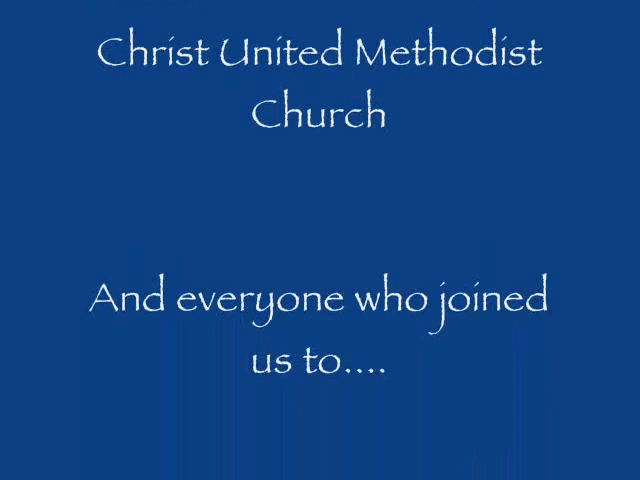 Christ United Methodist
Church
And everyone who joined
us to....